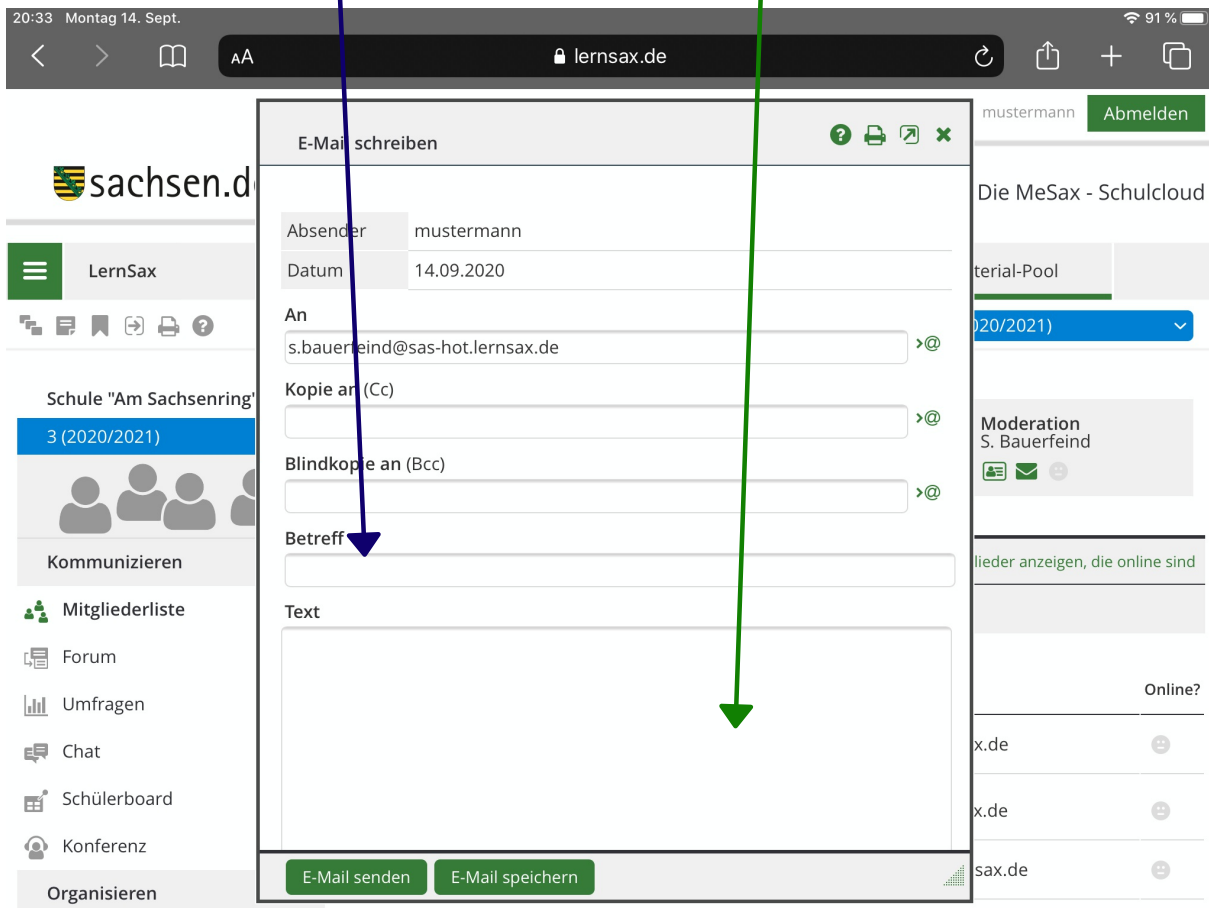 20:33 Montag 14. Sept.
91 %
AA
lernsax.de
mustermann
Abmelden
E-Mail schreiben
sachsen.d
Die MeSax - Schulcloud
Absender
mustermann
LernSax
Datum
14.09.2020
terial-Pool
An
s.bauerfeind@sas-hot.lernsax.de
>@
020/2021)
Kopie an (Cc)
>@
Schule "Am Sachsenring"
3 (2020/2021)
Moderation
S. Bauerfeind
Blindkopie an (Bcc)
>@
Betreff
Kommunizieren
lieder anzeigen, die online sind
Mitgliederliste
Text
Forum
Umfragen
Online?
Chat
x.de
Schülerboard
x.de
Konferenz
E-Mail senden
E-Mail speichern
sax.de
Organisieren